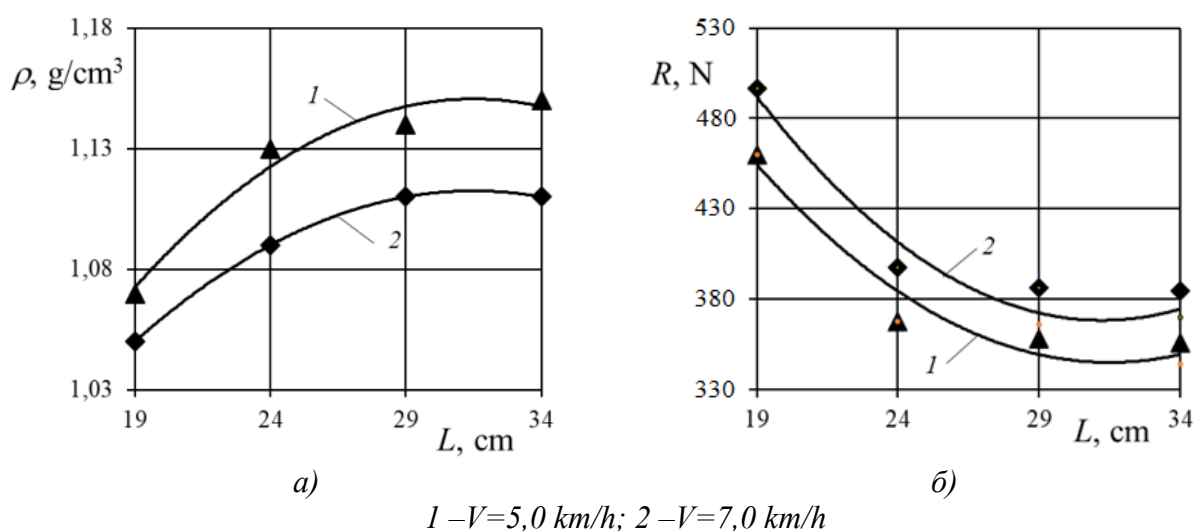 1,18
ρ, g/cm³
1,13
1,08
1,03
1
2
19 24 29 34
L, cm
а)
530
R, N
480
430
380
330
2
1
19 24 29 34
L, cm
б)
1 –V=5,0 km/h; 2 –V=7,0 km/h